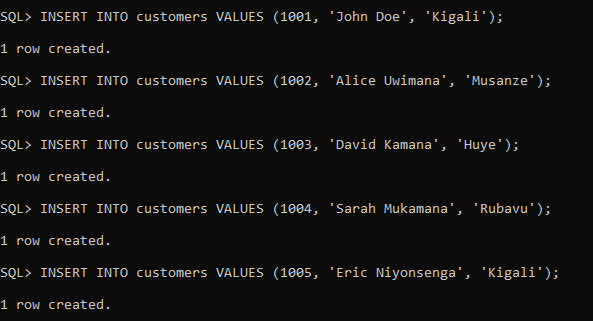 SQL> INSERT INTO customers VALUES (1001, 'John Doe', 'Kigali');
1 row created.
SQL> INSERT INTO customers VALUES (1002, 'Alice Uwimana', 'Musanze');
1 row created.
SQL> INSERT INTO customers VALUES (1003, 'David Kamana', 'Huye');
1 row created.
SQL> INSERT INTO customers VALUES (1004, 'Sarah Mukamana', 'Rubavu');
1 row created.
SQL> INSERT INTO customers VALUES (1005, 'Eric Niyonsenga', 'Kigali');
1 row created.